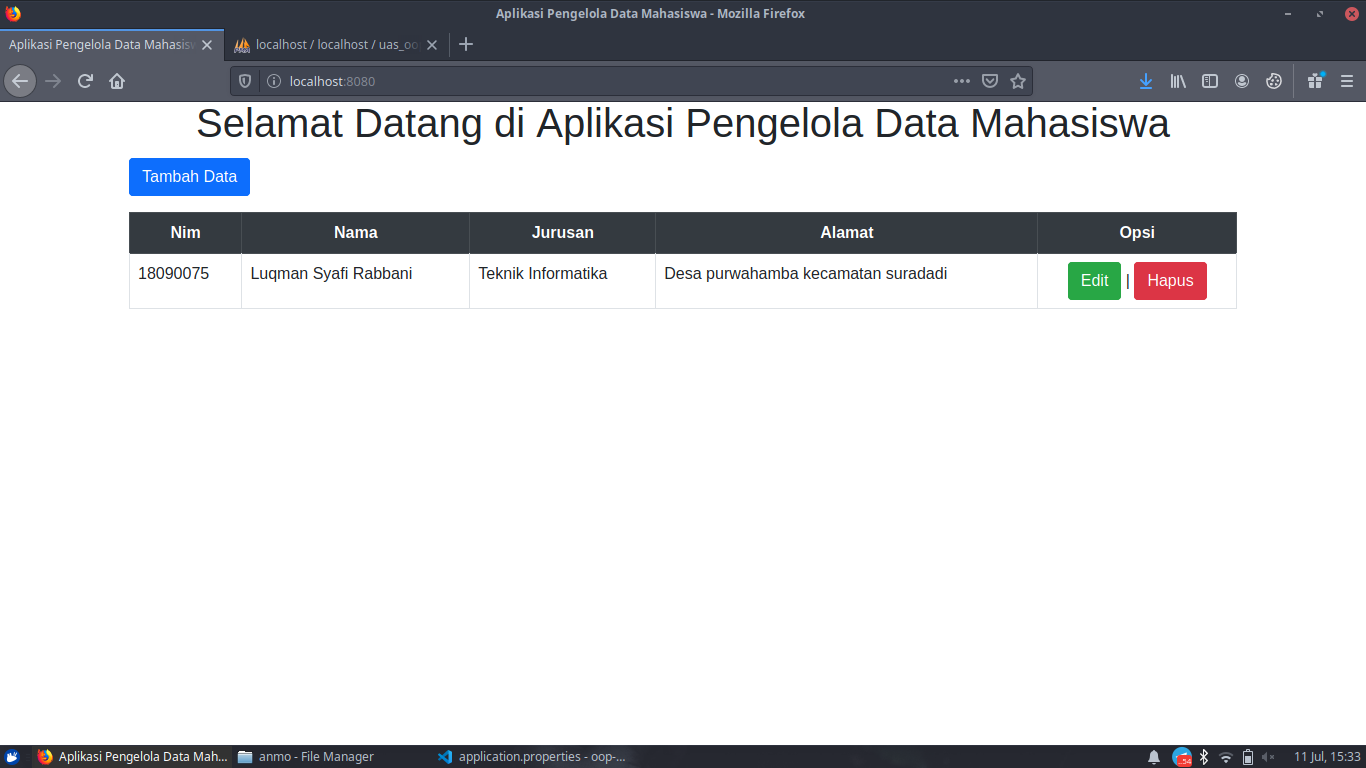 Aplikasi Pengelola Data Mahasiswa - Mozilla Firefox
Aplikasi Pengelola Data Mahasisw
localhost / localhost / uas_oo
localhost:8080
Selamat Datang di Aplikasi Pengelola Data Mahasiswa
Tambah Data
Nim Nama Jurusan Alamat Opsi
18090075 Luqman Syafi Rabbani Teknik Informatika Desa purwahamba kecamatan suradadi Edit | Hapus
Aplikasi Pengelola Data Mah... anmo - File Manager application.properties - oop-... ...54 11 Jul, 15:33